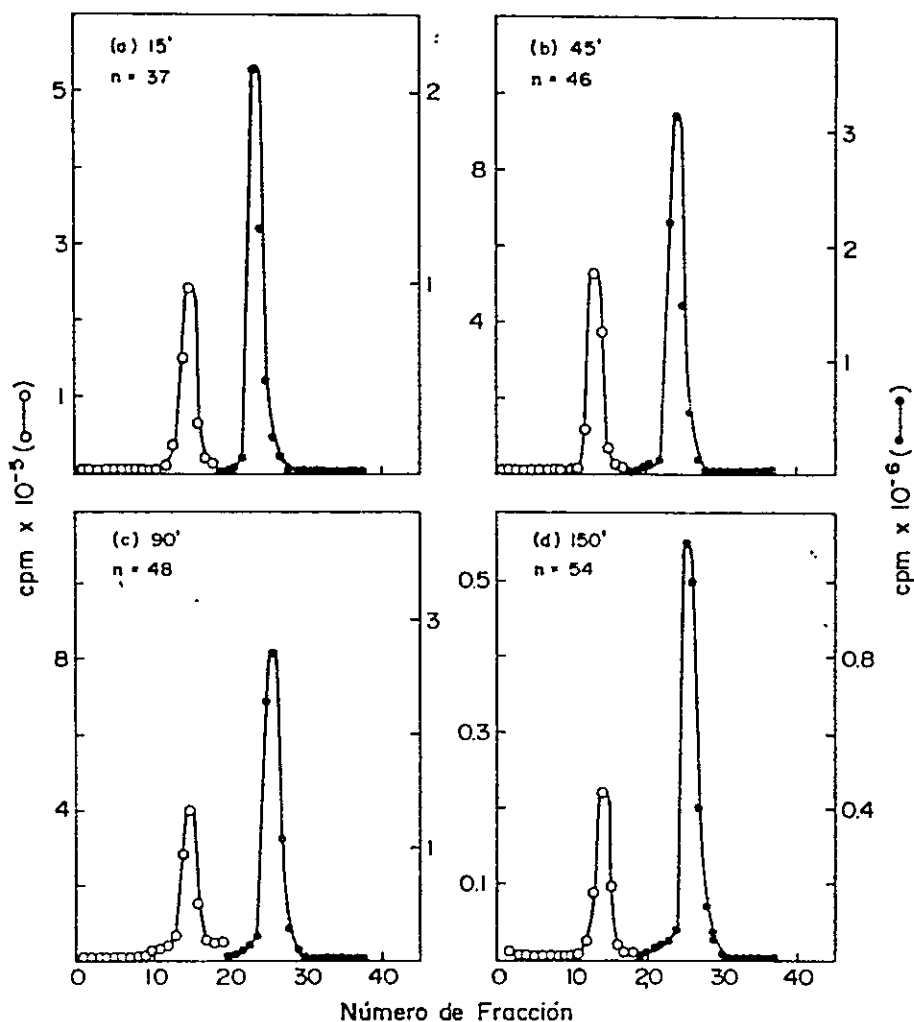 (a) 15'
n = 37
5
3
1
2
1
(b) 45'
n = 46
8
4
3
2
1
cpm x 10⁻⁵ (o—o)
cpm x 10⁻⁶ (•—•)
(c) 90'
n = 48
8
4
3
1
0 10 20 30 40
(d) 150'
n = 54
0.5
0.3
0.1
0.8
0.4
0 10 20 30 40
Número de Fracción